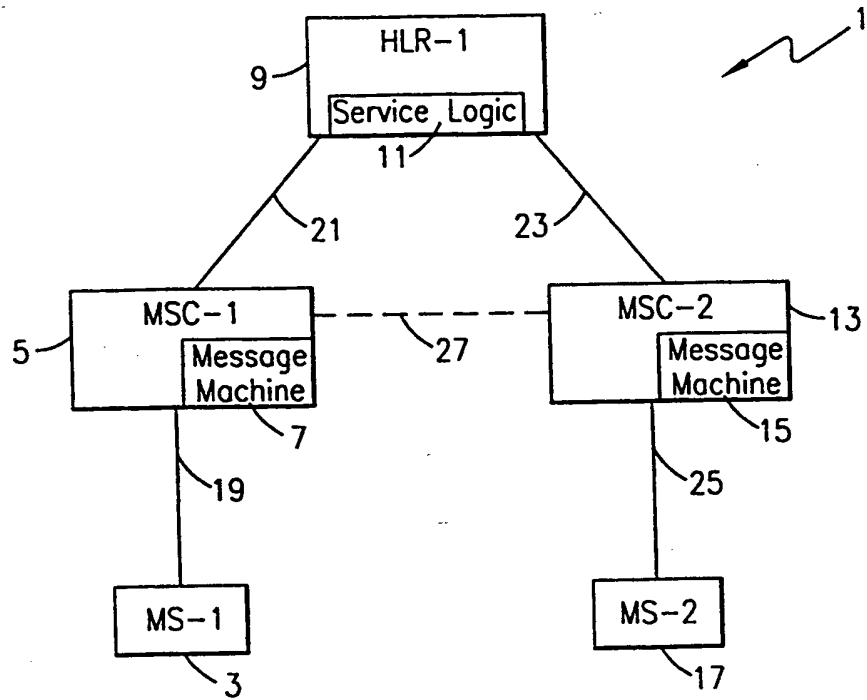 1
HLR-1
9
Service Logic
11
21
23
MSC-1
MSC-2
13
5
27
Message
Machine
Message
Machine
7
15
19
25
MS-1
MS-2
3
17